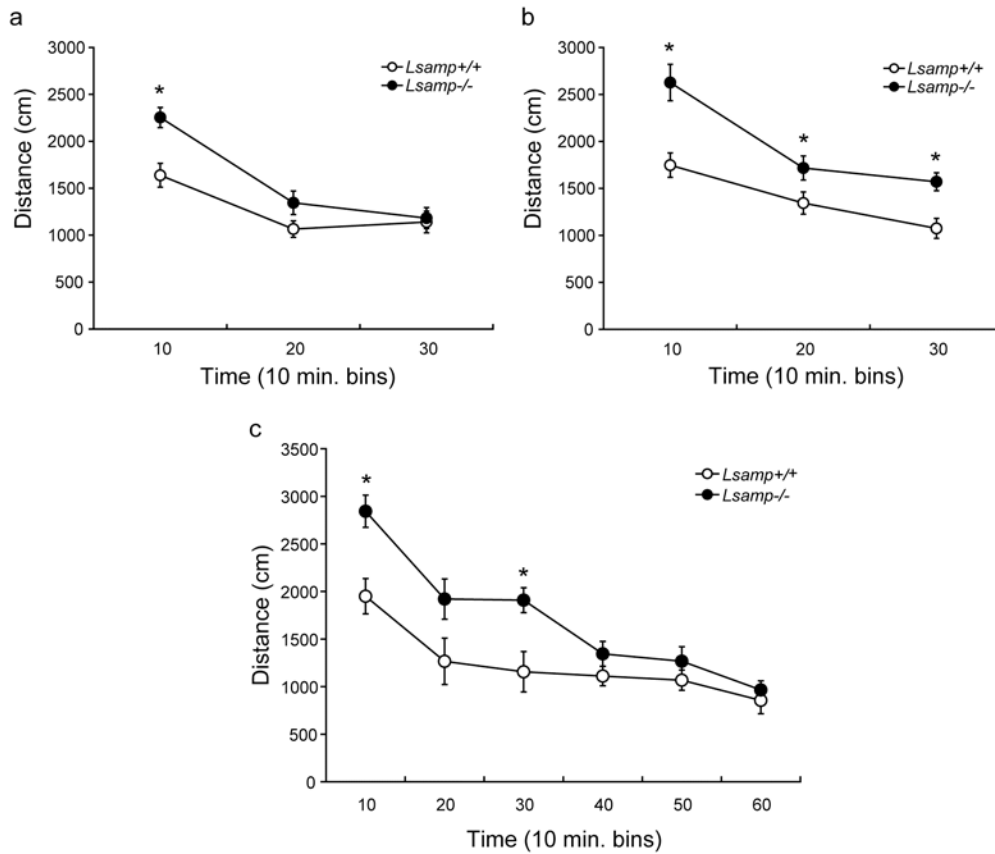 a
3000
2500
2000
1500
1000
500
0
Distance (cm)
*
Lsamp+/+
Lsamp-/-
10 20 30
Time (10 min. bins)
b
3000
2500
2000
1500
1000
500
0
Distance (cm)
* * *
Lsamp+/+
Lsamp-/-
10 20 30
Time (10 min. bins)
c
3500
3000
2500
2000
1500
1000
500
0
Distance (cm)
* *
Lsamp+/+
Lsamp-/-
10 20 30 40 50 60
Time (10 min. bins)